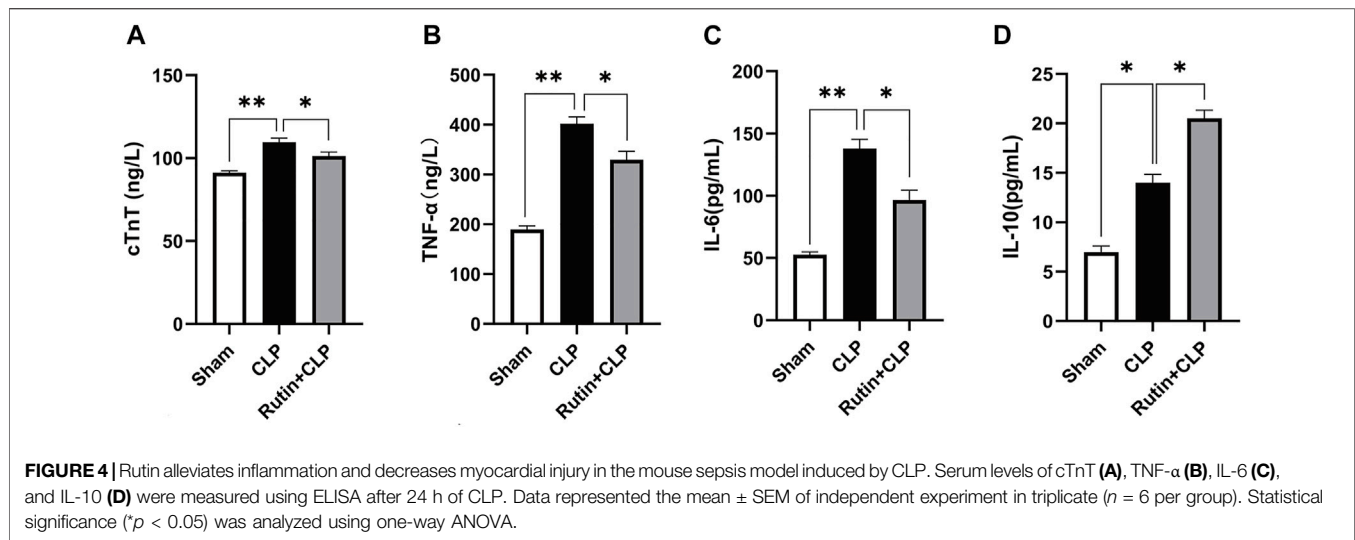 A
cTnT (ng/L)
150
100
50
0
**
*
Sham
CLP
Rutin+CLP
B
TNF-α (ng/L)
500
400
300
200
100
0
**
*
Sham
CLP
Rutin+CLP
C
IL-6(pg/mL)
200
150
100
50
0
**
*
Sham
CLP
Rutin+CLP
D
IL-10(pg/mL)
25
20
15
10
5
0
*
*
Sham
CLP
Rutin+CLP
FIGURE 4 | Rutin alleviates inflammation and decreases myocardial injury in the mouse sepsis model induced by CLP. Serum levels of cTnT (A), TNF-α (B), IL-6 (C),
and IL-10 (D) were measured using ELISA after 24 h of CLP. Data represented the mean ± SEM of independent experiment in triplicate (n = 6 per group). Statistical
significance (*p < 0.05) was analyzed using one-way ANOVA.